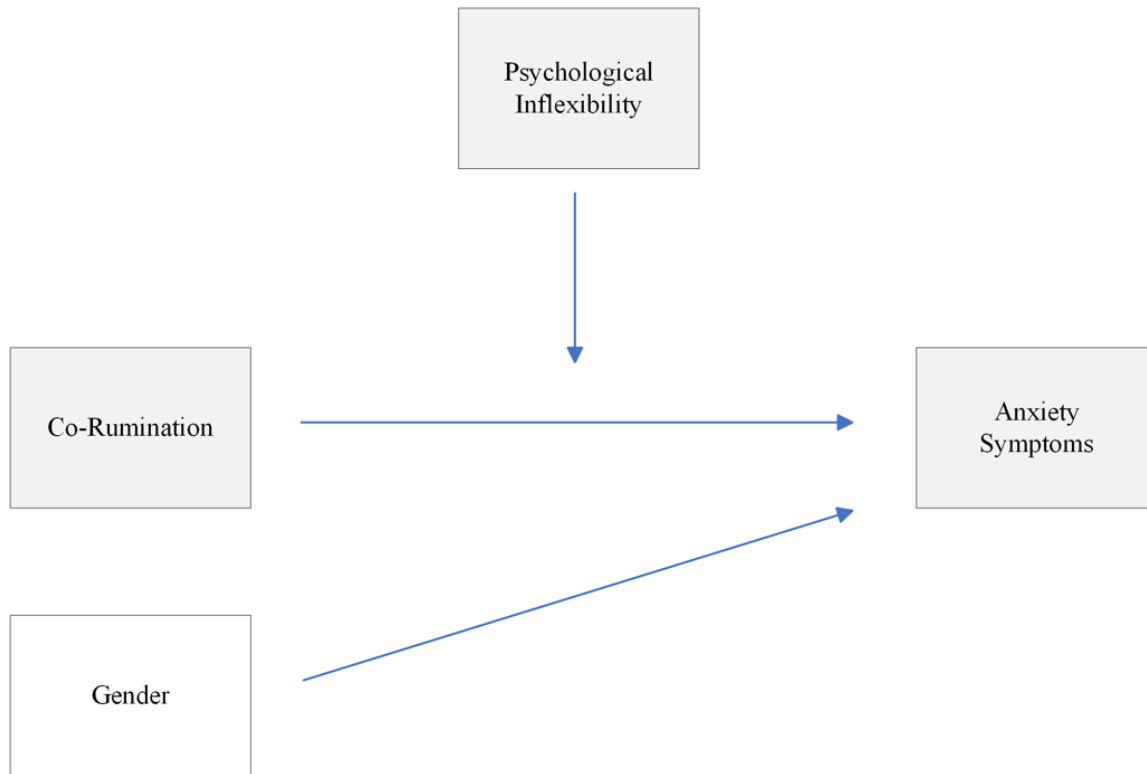 Psychological
Inflexibility
Co-Rumination
Anxiety
Symptoms
Gender